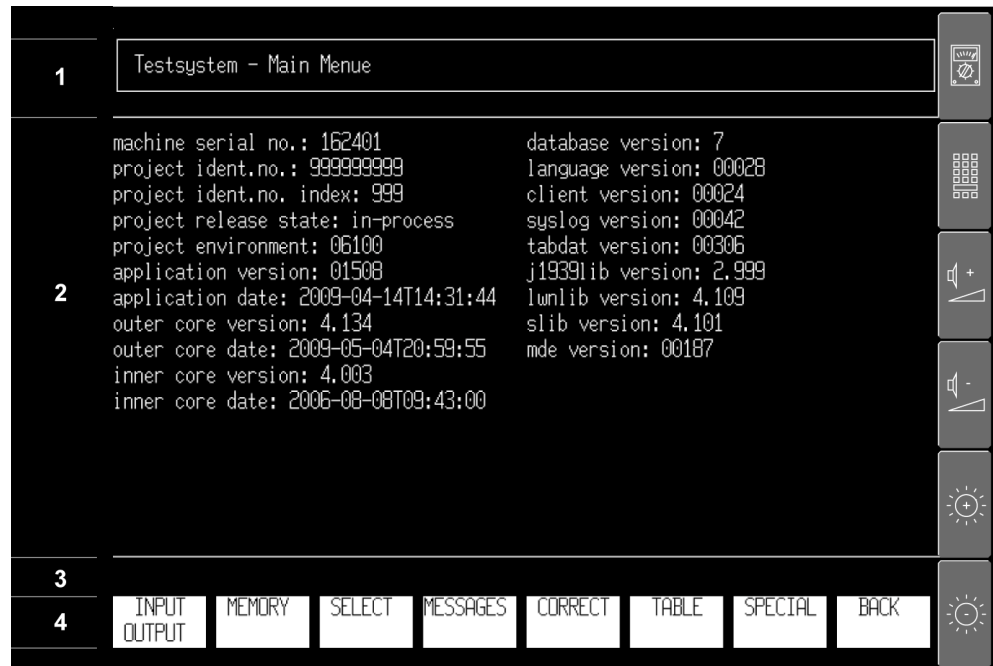 1
Testsystem - Main Menue
2
machine serial no.: 162401
project ident.no.: 999999999
project ident.no. index: 999
project release state: in-process
project environment: 06100
application version: 01508
application date: 2009-04-14T14:31:44
outer core version: 4.134
outer core date: 2009-05-04T20:59:55
inner core version: 4.003
inner core date: 2006-08-08T09:43:00
database version: 7
language version: 00028
client version: 00024
syslog version: 00042
tabdat version: 00306
j1939lib version: 2.999
lwnlib version: 4.109
slib version: 4.101
mde version: 00187
+
-
3
4
INPUT
OUTPUT
MEMORY
SELECT
MESSAGES
CORRECT
TABLE
SPECIAL
BACK